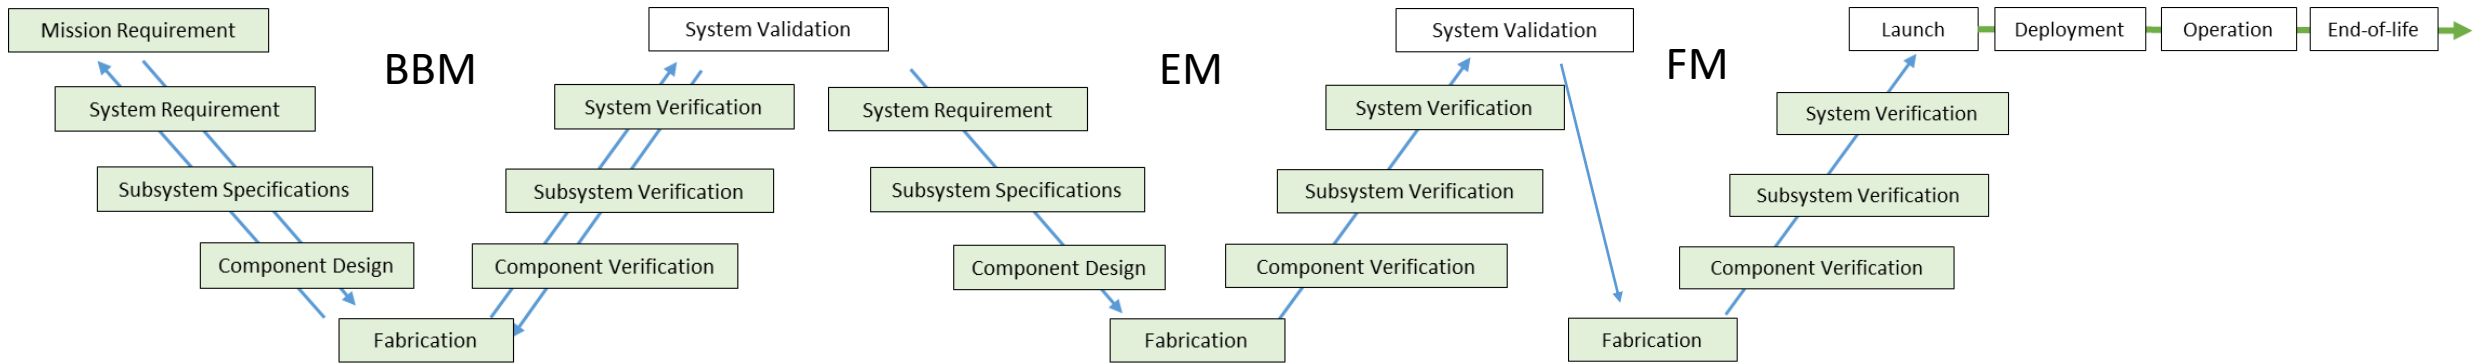 Mission Requirement
System Requirement
Subsystem Specifications
Component Design
Fabrication
BBM
System Validation
System Verification
Subsystem Verification
Component Verification
System Requirement
Subsystem Specifications
Component Design
Fabrication
EM
System Validation
System Verification
Subsystem Verification
Component Verification
Fabrication
FM
Launch
Deployment
Operation
End-of-life
System Verification
Subsystem Verification
Component Verification